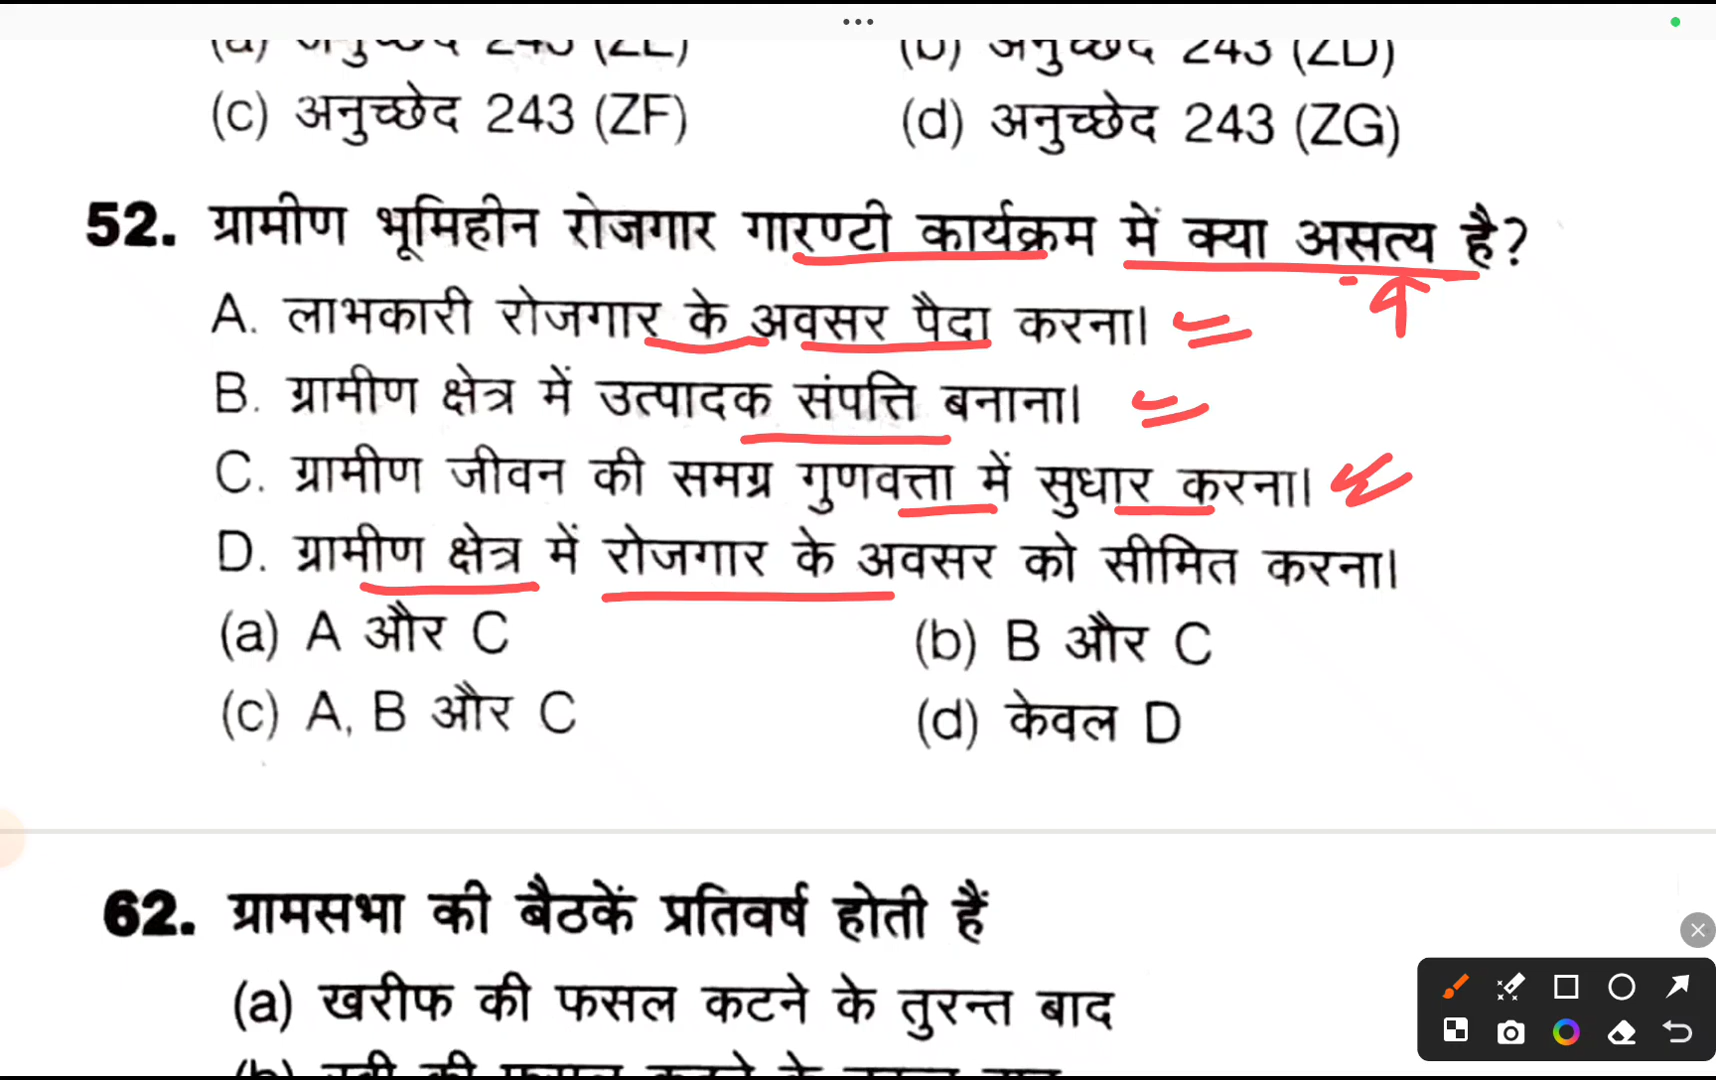 (c) अनुच्छेद 243 (ZF) (d) अनुच्छेद 243 (ZG)
52. ग्रामीण भूमिहीन रोजगार गारण्टी कार्यक्रम में क्या असत्य है?
A. लाभकारी रोजगार के अवसर पैदा करना।
B. ग्रामीण क्षेत्र में उत्पादक संपत्ति बनाना।
C. ग्रामीण जीवन की समग्र गुणवत्ता में सुधार करना।
D. ग्रामीण क्षेत्र में रोजगार के अवसर को सीमित करना।
(a) A और C (b) B और C
(c) A, B और C (d) केवल D
62. ग्रामसभा की बैठकें प्रतिवर्ष होती हैं
(a) खरीफ की फसल कटने के तुरन्त बाद